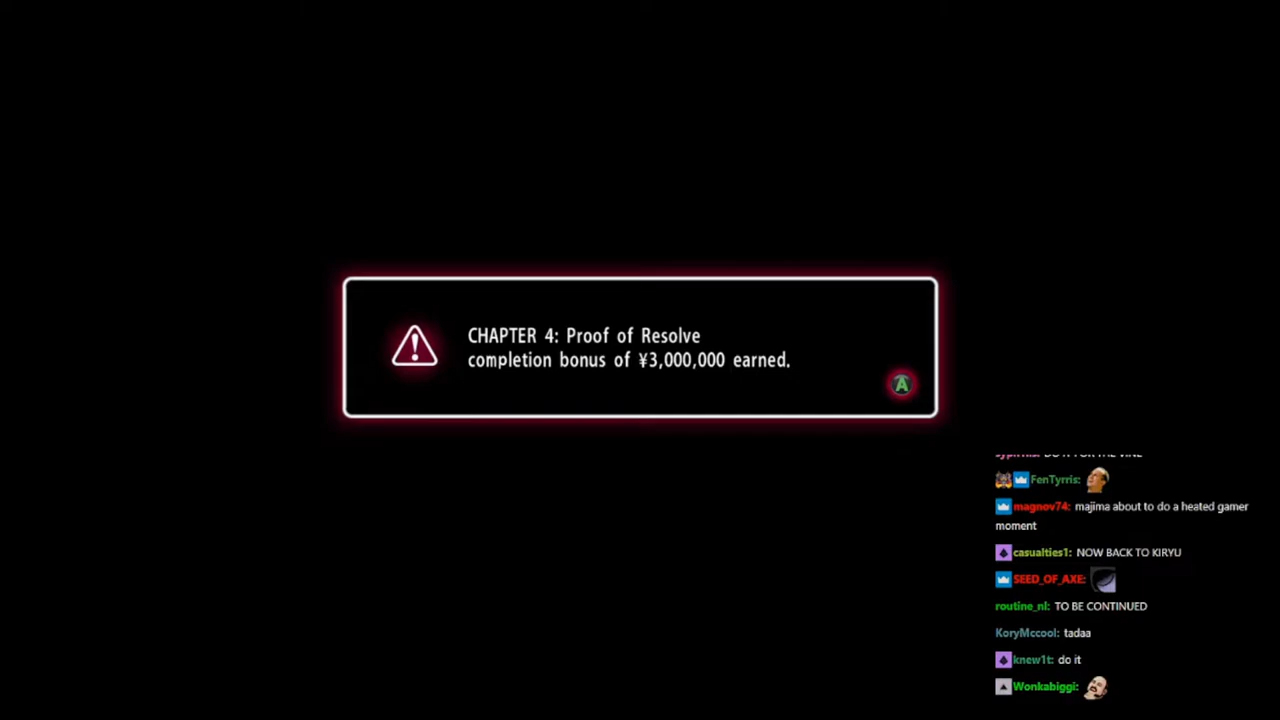 CHAPTER 4: Proof of Resolve
completion bonus of ¥3,000,000 earned.
A
FenTyrris:
magnov74: majima about to do a heated gamer
moment
casualties1: NOW BACK TO KIRYU
SEED_OF_AXE:
routine_nl: TO BE CONTINUED
KoryMccool: tadaa
knew1t: do it
Wonkabiggi: